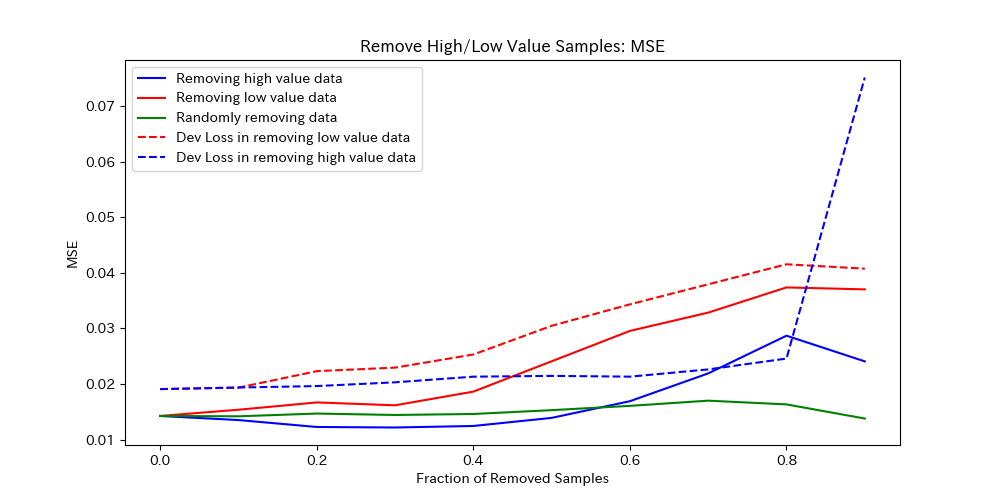 Remove High/Low Value Samples: MSE
Removing high value data
Removing low value data
Randomly removing data
Dev Loss in removing low value data
Dev Loss in removing high value data
MSE
0.07
0.06
0.05
0.04
0.03
0.02
0.01
0.0 0.2 0.4 0.6 0.8
Fraction of Removed Samples